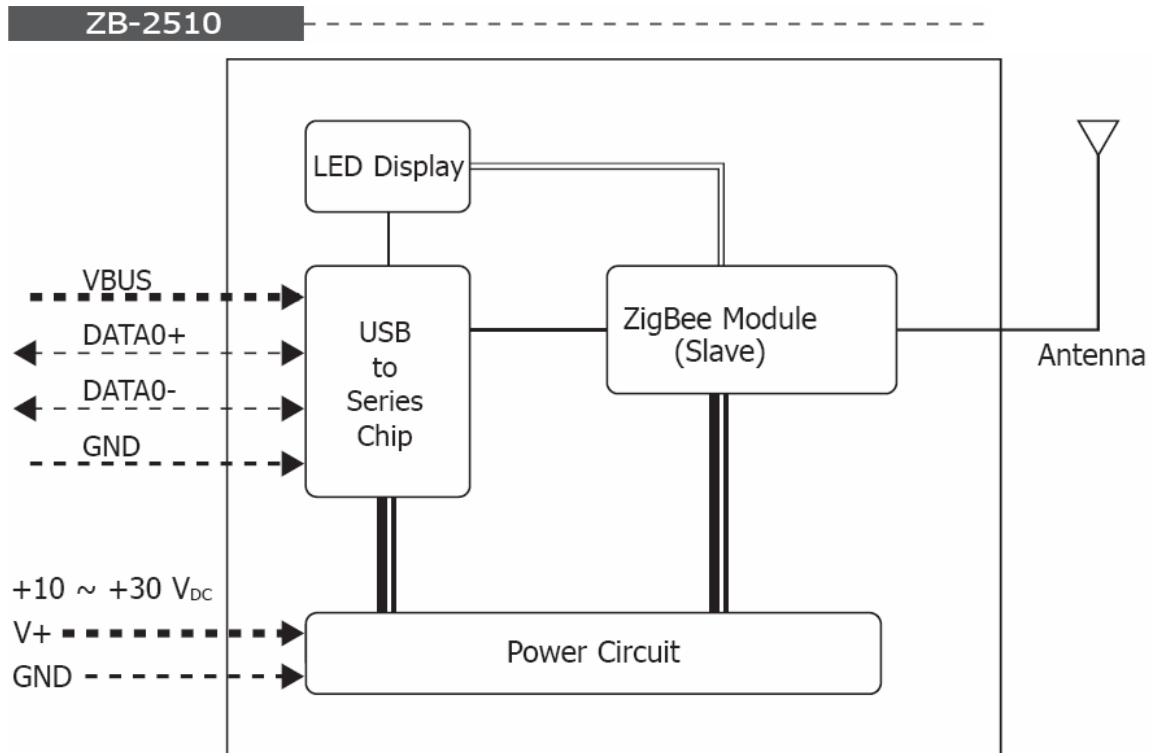 ZB-2510
LED Display
VBUS
DATA0+
DATA0-
GND
USB
to
Series
Chip
ZigBee Module
(Slave)
Antenna
+10 ~ +30 VDC
V+
GND
Power Circuit